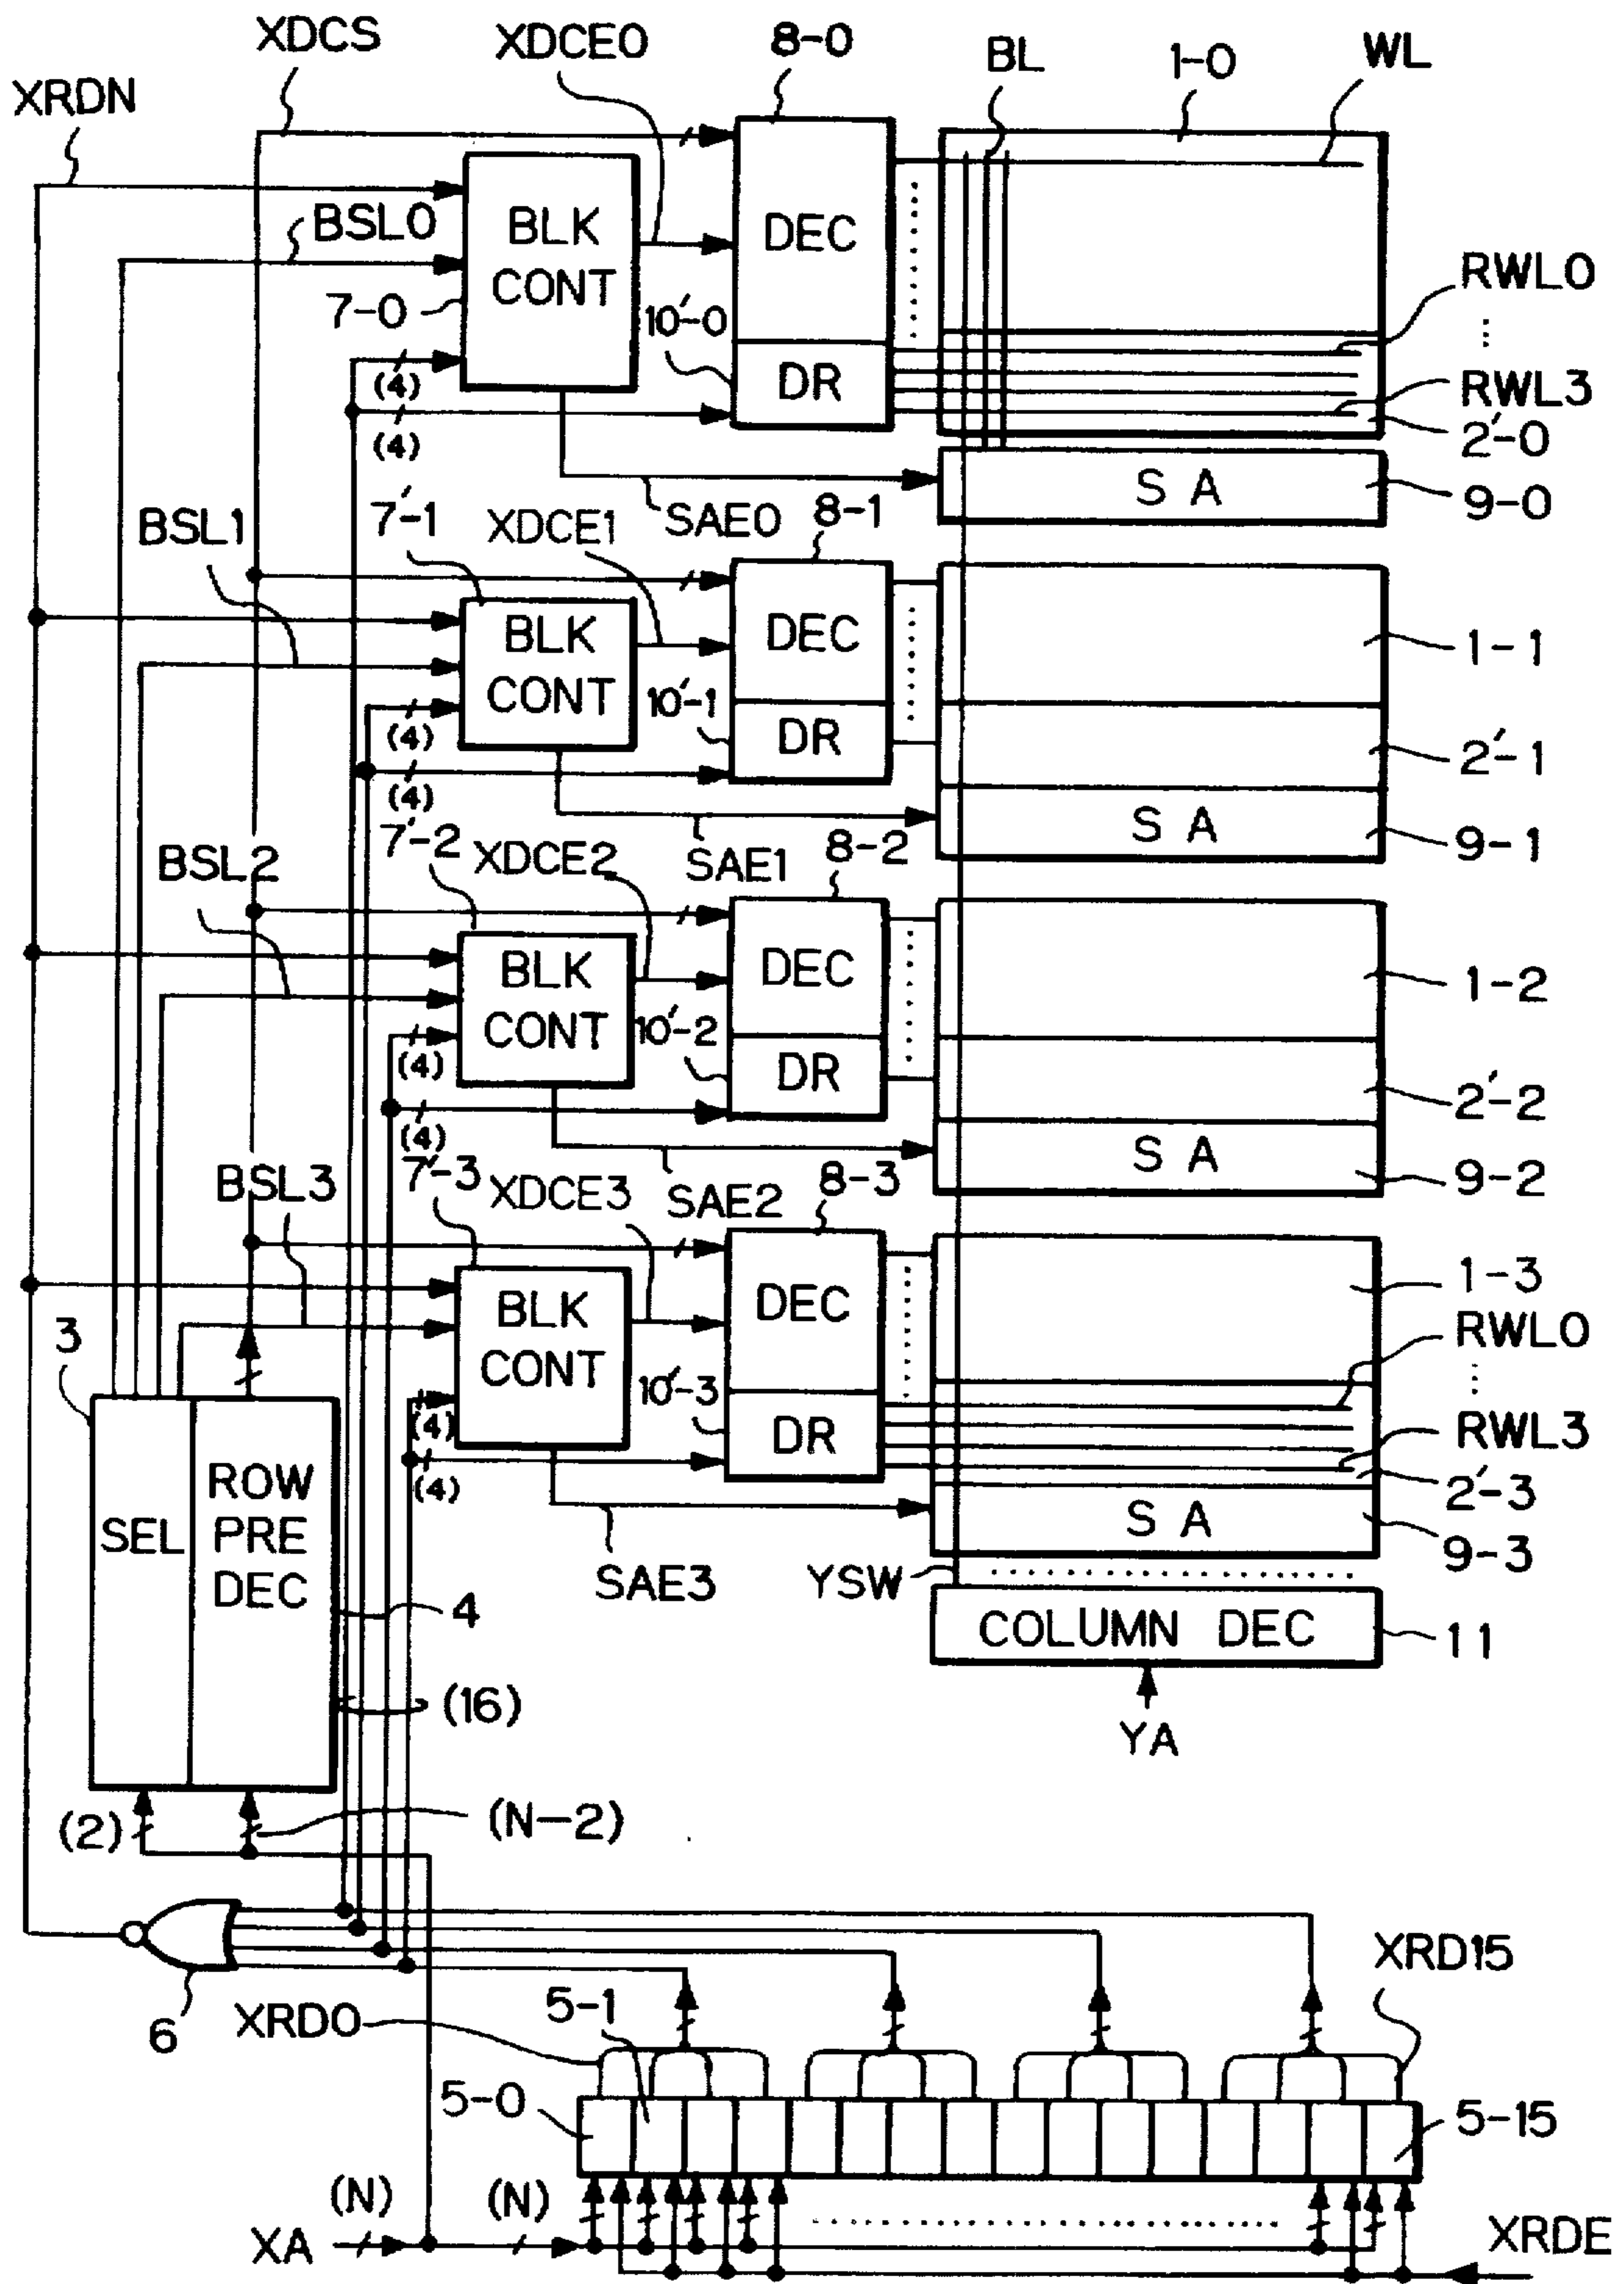 XDCS XDCE0 8-0 BL 1-0 WL
XRDN
BSL0 BLK CONT DEC
7-0 10'-0 RWL0
⋮
(4) DR RWL3
(4) 2'-0
S A 9-0
7'-1 SAE0 8-1
BSL1 XDCE1
BLK CONT DEC 1-1
10'-1
(4) DR 2'-1
(4)
S A 9-1
7'-2 SAE1 8-2
BSL2 XDCE2
BLK CONT DEC 1-2
10'-2
(4) DR 2'-2
(4)
S A 9-2
7'-3 SAE2 8-3
BSL3 XDCE3
BLK CONT DEC 1-3
3 RWL0
⋮
10'-3
(4) DR RWL3
(4) 2'-3
S A 9-3
SEL ROW PRE DEC SAE3 YSW
4 COLUMN DEC 11
(16) YA
(2) (N-2)
6 XRD0 5-1 XRD15
5-0 5-15
(N) (N)
XA XRDE